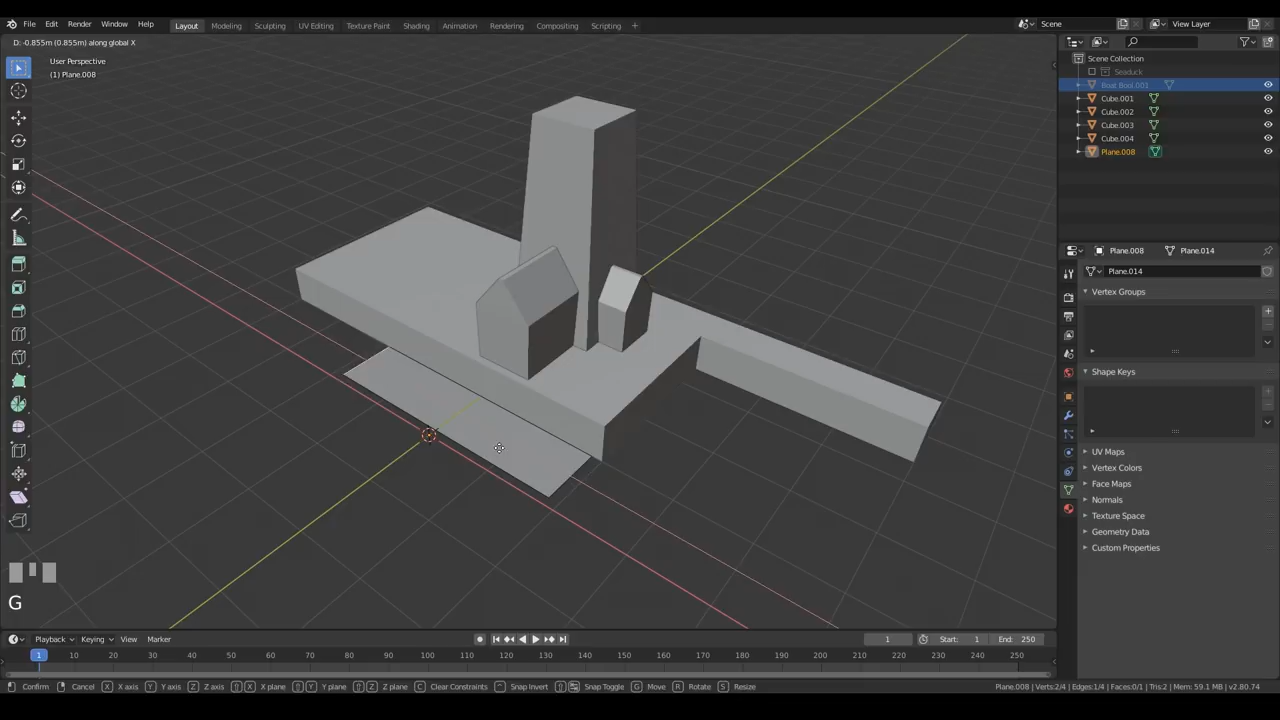 File Edit Render Window Help Layout Modeling Sculpting UV Editing Texture Paint Shading Animation Rendering Compositing Scripting + Scene View Layer
D: -0.855m (0.855m) along global X
User Perspective
(1) Plane.008
Scene Collection
Seaduck
Boat Bool.001
Cube.001
Cube.002
Cube.003
Cube.004
Plane.008
Plane.008 Plane.014
Plane.014
Vertex Groups
Shape Keys
UV Maps
Vertex Colors
Face Maps
Normals
Texture Space
Geometry Data
Custom Properties
G
Playback Keying View Marker 1 Start: 1 End: 250
1 10 20 30 40 50 60 70 80 90 100 110 120 130 140 150 160 170 180 190 200 210 220 230 240 250
Confirm Cancel X X axis Y Y axis Z Z axis X X plane Y Y plane Z Z plane C Clear Constraints Snap Invert Snap Toggle G Move R Rotate S Resize Plane.008 | Verts:2/4 | Edges:1/4 | Faces:0/1 | Tris:2 | Mem: 59.1 MB | v2.80.74